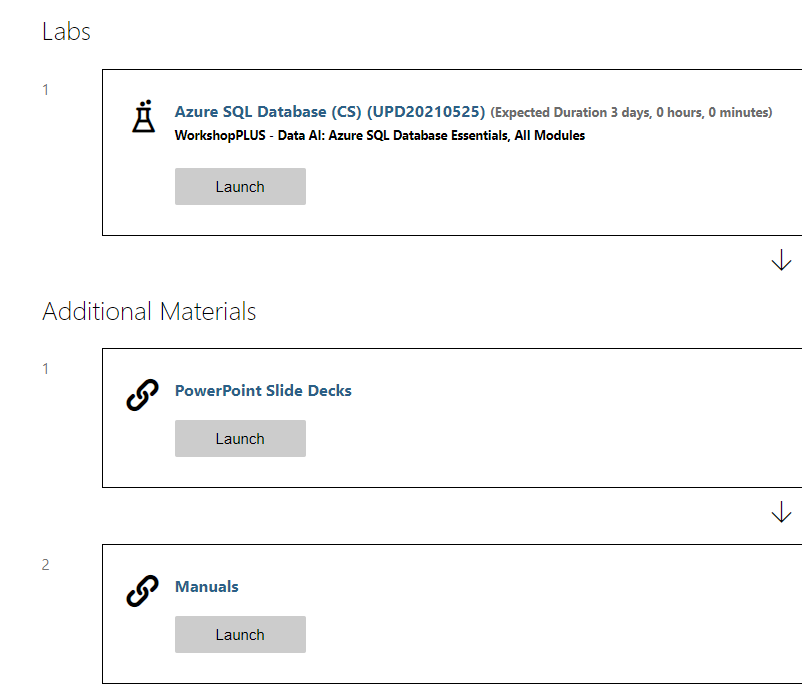 Labs
1
Azure SQL Database (CS) (UPD20210525) (Expected Duration 3 days, 0 hours, 0 minutes)
WorkshopPLUS - Data AI: Azure SQL Database Essentials, All Modules
Launch
Additional Materials
1
PowerPoint Slide Decks
Launch
2
Manuals
Launch